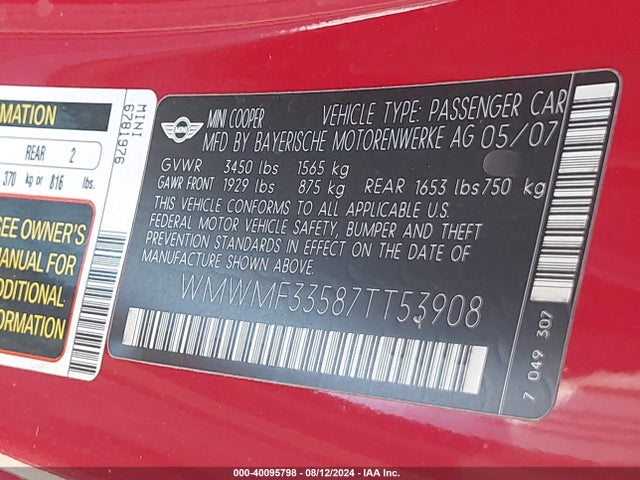 MINI
MINI COOPER
VEHICLE TYPE: PASSENGER CAR
MFD BY BAYERISCHE MOTORENWERKE AG 05/07
GVWR 3450 lbs 1565 kg
GAWR FRONT 1929 lbs 875 kg REAR 1653 lbs 750 kg
THIS VEHICLE CONFORMS TO ALL APPLICABLE U.S.
FEDERAL MOTOR VEHICLE SAFETY, BUMPER AND THEFT
PREVENTION STANDARDS IN EFFECT ON THE DATE OF
MANUFACTURE SHOWN ABOVE.
WMWMF33587TT53908
7 049 307
REAR 2
370 kg or 816 lbs.
MINI
SEE OWNER'S
MANUAL FOR
ADDITIONAL
000-40095798 - 08/12/2024 - IAA Inc.